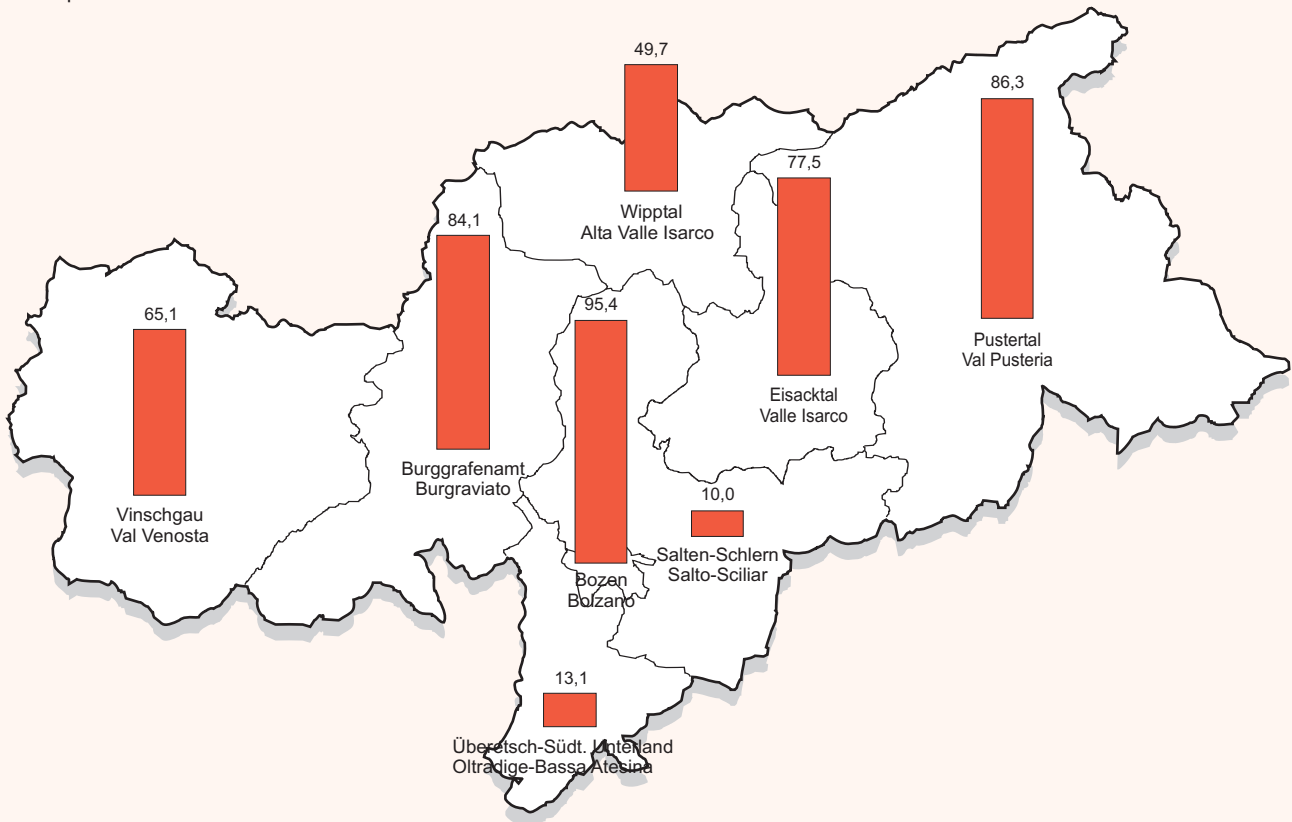 49,7
Wipptal
Alta Valle Isarco
86,3
Pustertal
Val Pusteria
77,5
Eisacktal
Valle Isarco
84,1
Burggrafenamt
Burgraviato
95,4
Bozen
Bolzano
65,1
Vinschgau
Val Venosta
10,0
Salten-Schlern
Salto-Sciliar
13,1
Überetsch-Südt. Unterland
Oltradige-Bassa Atesina